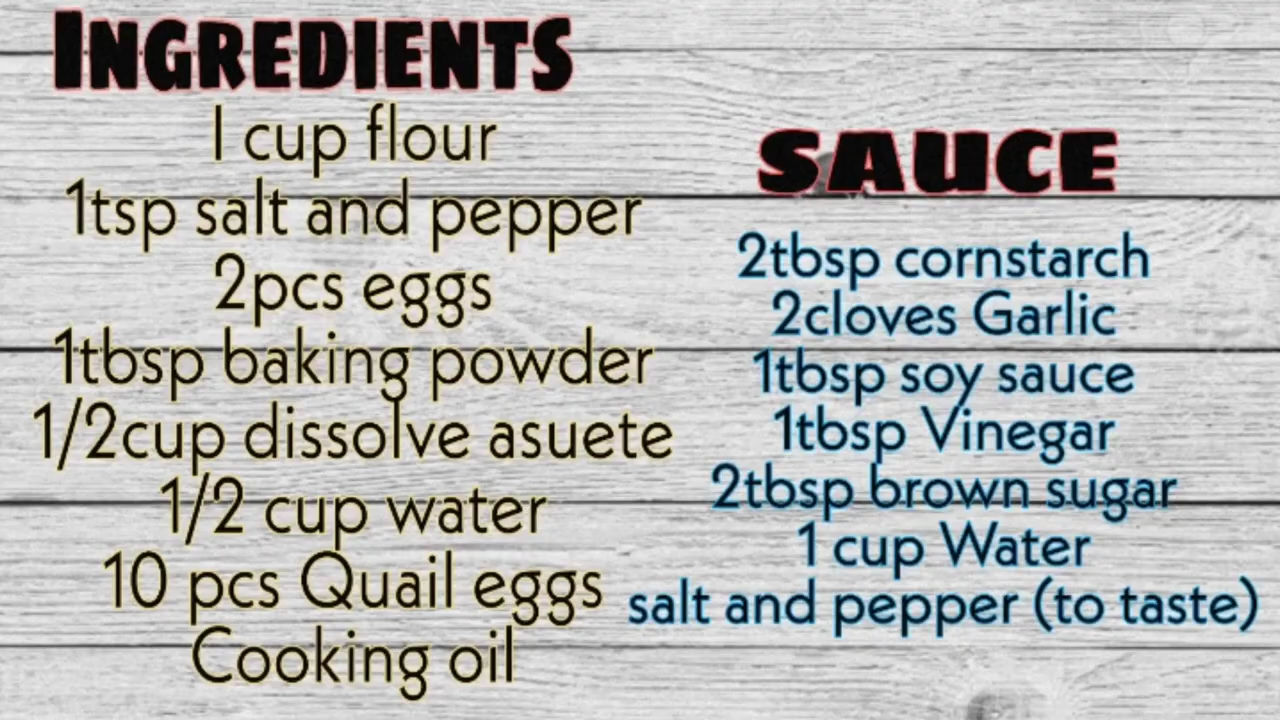 INGREDIENTS
1 cup flour
1tsp salt and pepper
2pcs eggs
1tbsp baking powder
1/2cup dissolve asuete
1/2 cup water
10 pcs Quail eggs
Cooking oil
SAUCE
2tbsp cornstarch
2cloves Garlic
1tbsp soy sauce
1tbsp Vinegar
2tbsp brown sugar
1 cup Water
salt and pepper (to taste)